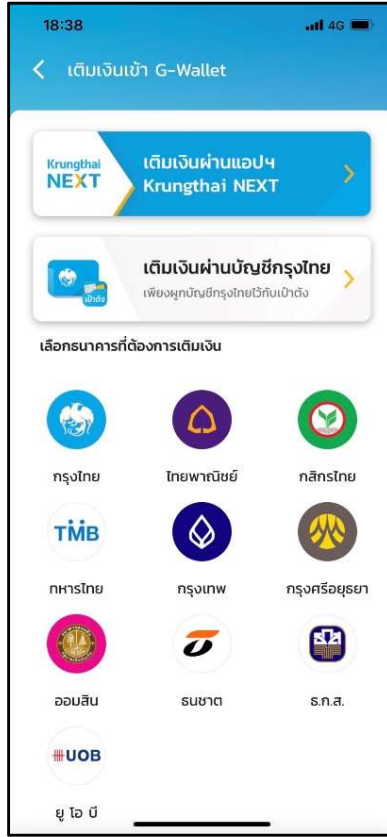 18:38
4G
เติมเงินเข้า G-Wallet
Krungthai
NEXT
เติมเงินผ่านแอปฯ
Krungthai NEXT
เติมเงินผ่านบัญชีกรุงไทย
เพียงผูกบัญชีกรุงไทยไว้กับเป๋าตัง
เป๋าตัง
เลือกธนาคารที่ต้องการเติมเงิน
กรุงไทย ไทยพาณิชย์ กสิกรไทย
TMB
ทหารไทย กรุงเทพ กรุงศรีอยุธยา
ออมสิน ธนชาต ธ.ก.ส.
UOB
ยู โอ บี